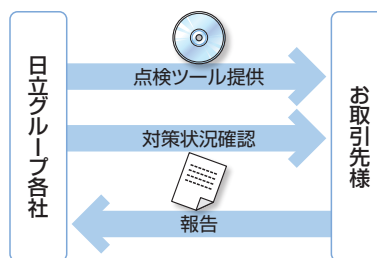 日立グループ各社
点検ツール提供
対策状況確認
報告
お取引先様